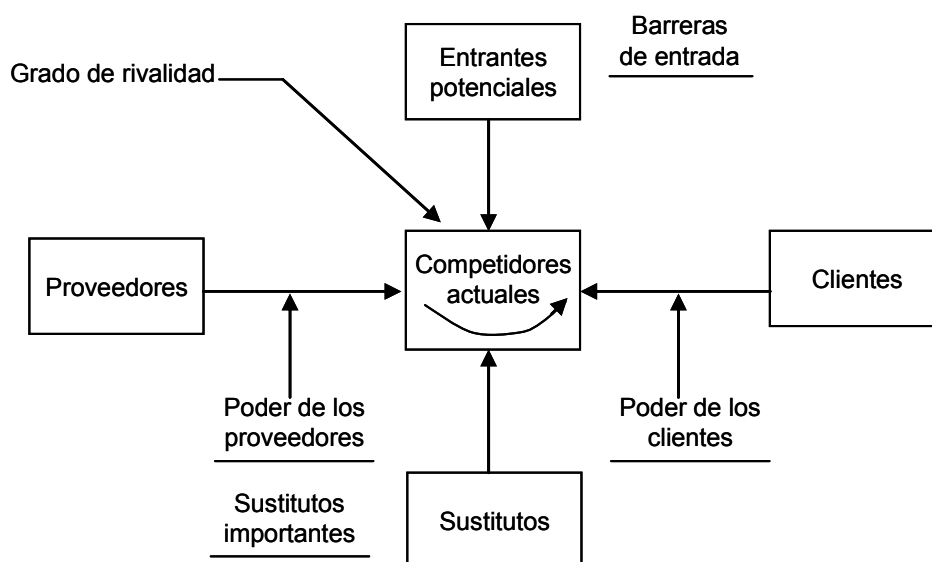 Barreras
de entrada
Entrantes
potenciales
Grado de rivalidad
Proveedores
Competidores
actuales
Clientes
Poder de los
proveedores
Poder de los
clientes
Sustitutos
importantes
Sustitutos